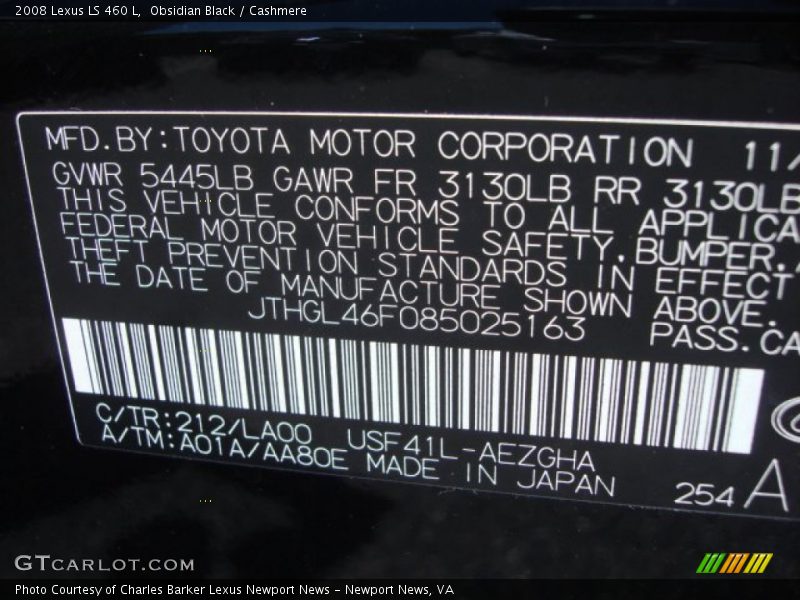 2008 Lexus LS 460 L,  Obsidian Black / Cashmere
MFD.BY:TOYOTA MOTOR CORPORATION 11/
GVWR 5445LB GAWR FR 3130LB RR 3130LB
THIS VEHICLE CONFORMS TO ALL APPLICA
FEDERAL MOTOR VEHICLE SAFETY,BUMPER,
THEFT PREVENTION STANDARDS IN EFFECT
THE DATE OF MANUFACTURE SHOWN ABOVE.
JTHGL46F085025163 PASS.CA
C/TR:212/LA00 USF41L-AEZGHA
A/TM:A01A/AA80E MADE IN JAPAN 254 A
GTCARLOT.COM
Photo Courtesy of Charles Barker Lexus Newport News - Newport News, VA